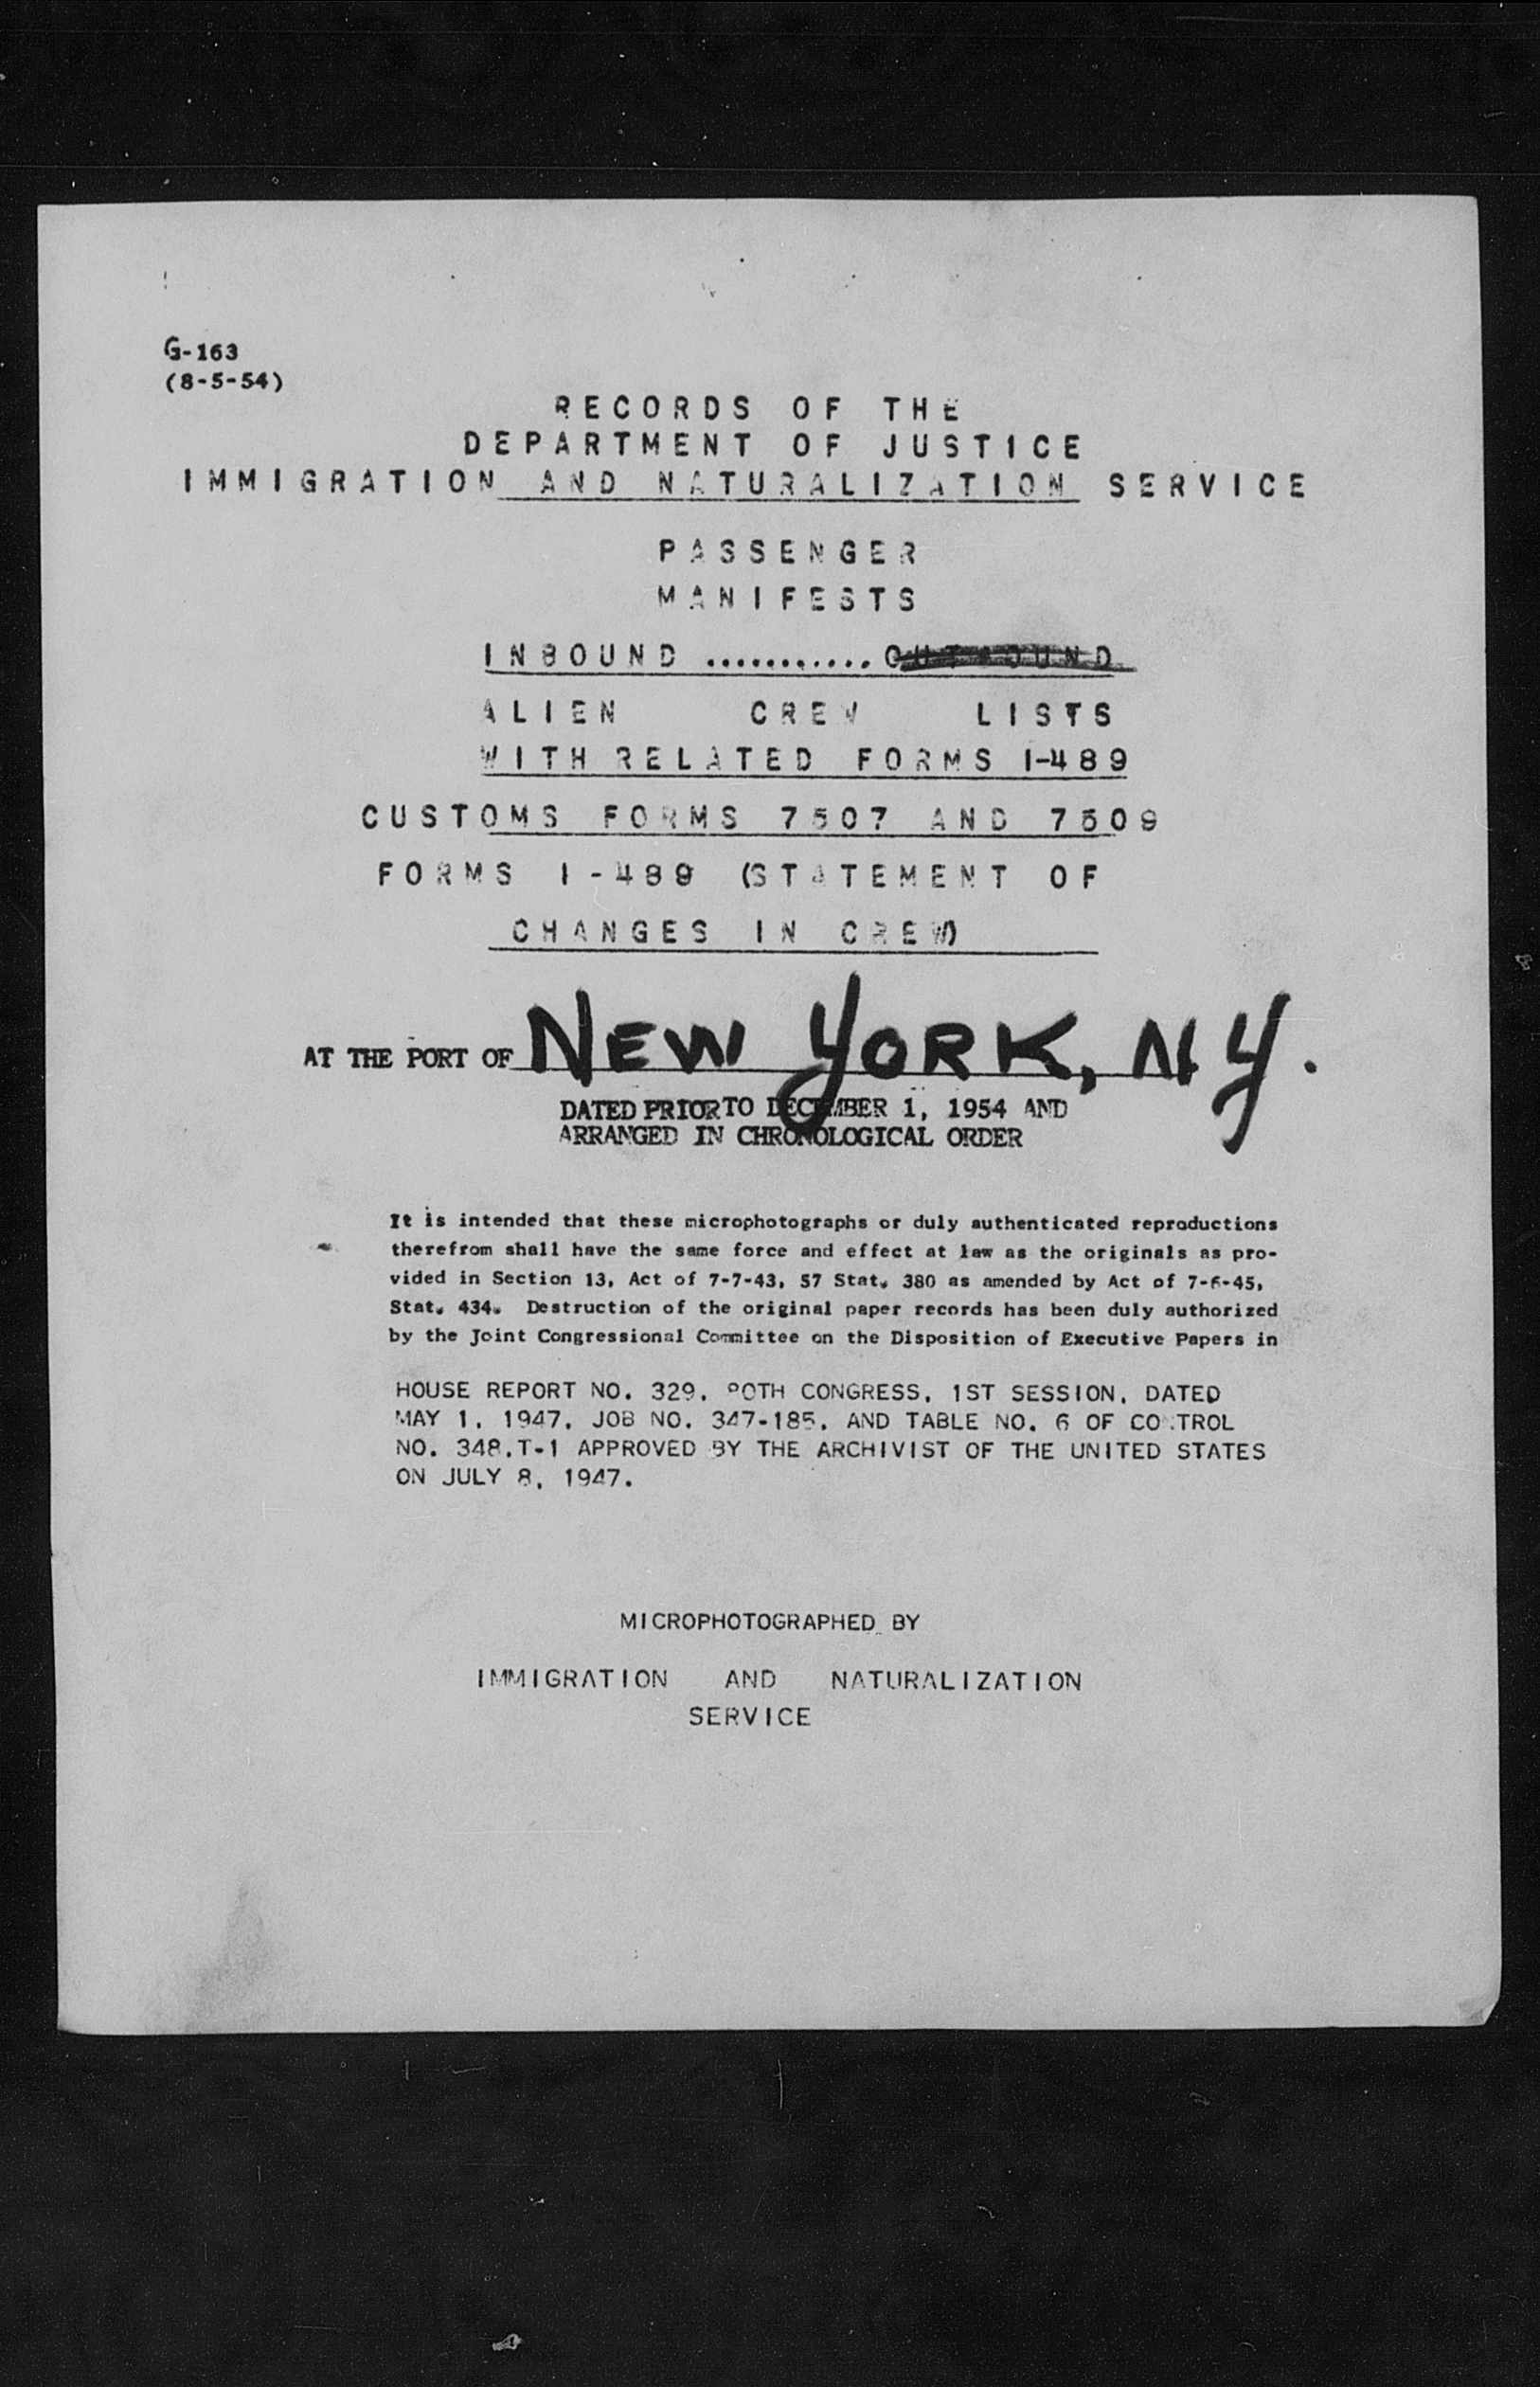 G-163
(8-5-54)
RECORDS OF THE
DEPARTMENT OF JUSTICE
IMMIGRATION AND NATURALIZATION SERVICE
PASSENGER
MANIFESTS
INBOUND ........... OUTBOUND
ALIEN CREW LISTS
WITH RELATED FORMS I-489
CUSTOMS FORMS 7507 AND 7509
FORMS I-489 (STATEMENT OF
CHANGES IN CREW)
AT THE PORT OF NEW YORK, NY.
DATED PRIOR TO DECEMBER 1, 1954 AND
ARRANGED IN CHRONOLOGICAL ORDER
It is intended that these microphotographs or duly authenticated reproductions
therefrom shall have the same force and effect at law as the originals as pro-
vided in Section 13, Act of 7-7-43, 57 Stat. 380 as amended by Act of 7-6-45,
Stat. 434. Destruction of the original paper records has been duly authorized
by the Joint Congressional Committee on the Disposition of Executive Papers in
HOUSE REPORT NO. 329, 80TH CONGRESS, 1ST SESSION, DATED
MAY 1, 1947, JOB NO. 347-185, AND TABLE NO. 6 OF CONTROL
NO. 348,T-1 APPROVED BY THE ARCHIVIST OF THE UNITED STATES
ON JULY 8, 1947.
MICROPHOTOGRAPHED BY
IMMIGRATION AND NATURALIZATION
SERVICE